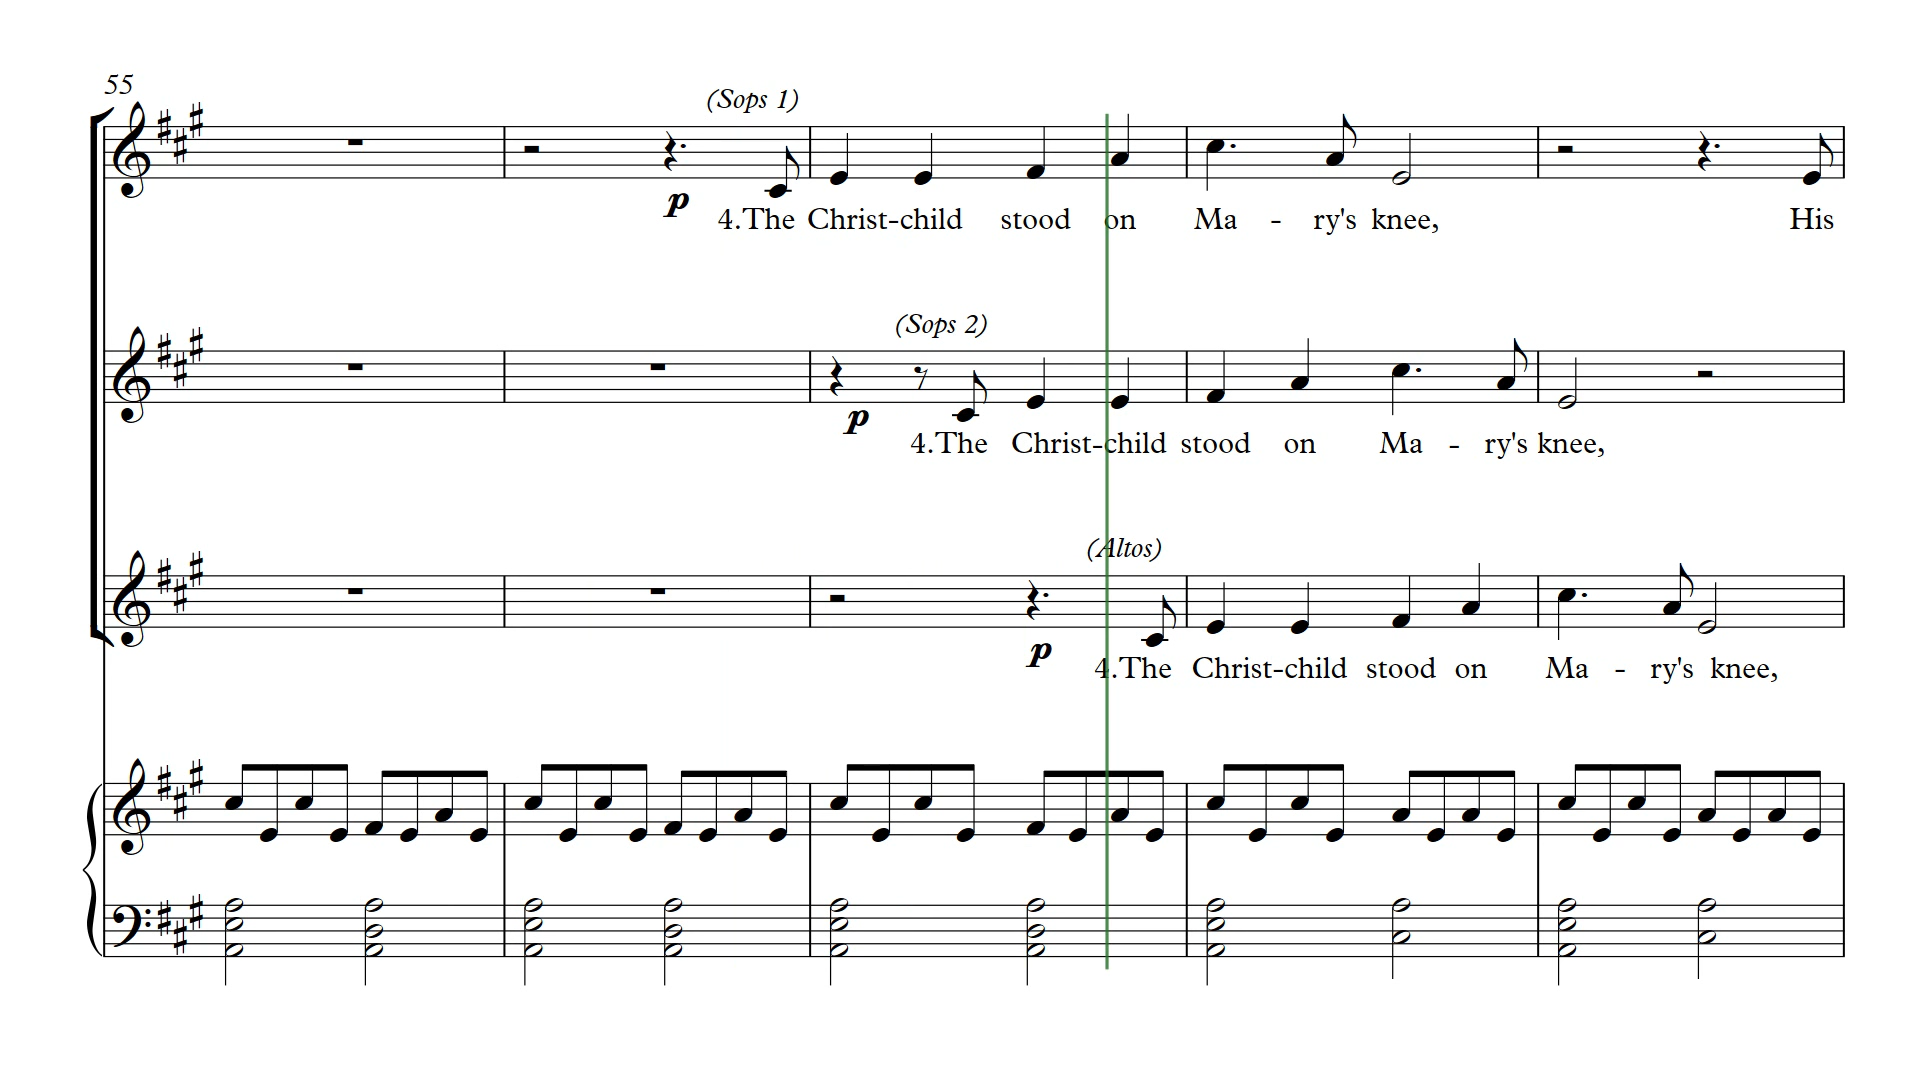 55
(Sops 1)
p
4.The Christ-child stood on Ma - ry's knee, His
(Sops 2)
p
4.The Christ-child stood on Ma - ry's knee,
(Altos)
p
4.The Christ-child stood on Ma - ry's knee,